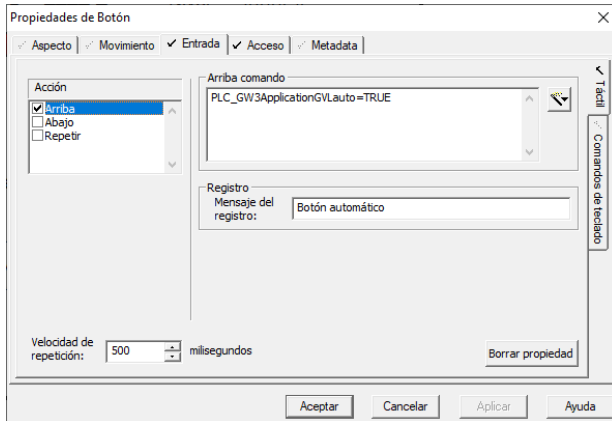 Propiedades de Botón
Aspecto Movimiento Entrada Acceso Metadata
Acción
Arriba
Abajo
Repetir
Arriba comando
PLC_GW3ApplicationGVLauto=TRUE
Registro
Mensaje del
registro:
Botón automático
Táctil
Comandos de teclado
Velocidad de
repetición:
500
milisegundos
Borrar propiedad
Aceptar
Cancelar
Aplicar
Ayuda